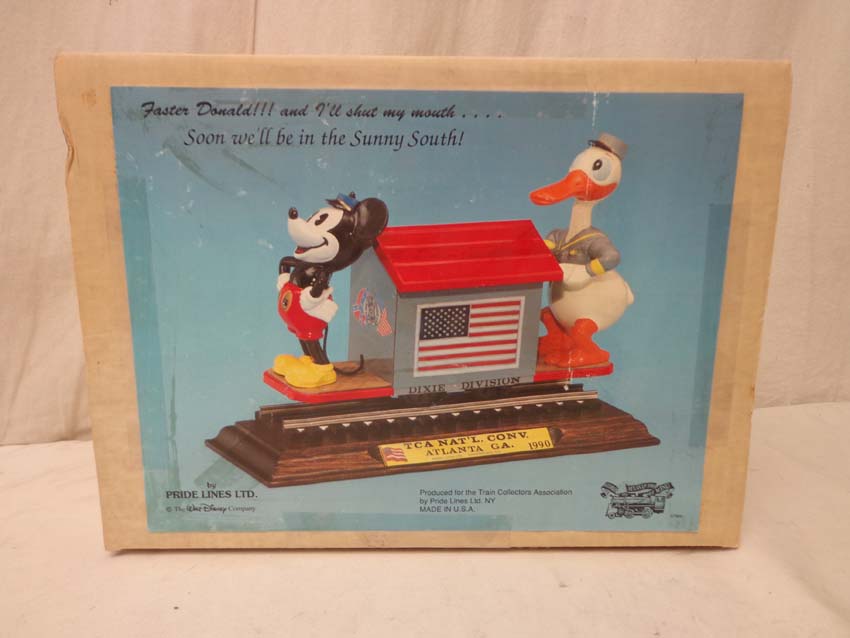 Faster Donald!!! and I'll shut my mouth . . . .
Soon we'll be in the Sunny South!
DIXIE DIVISION
TCA NAT'L. CONV.
ATLANTA GA. 1990
by
PRIDE LINES LTD.
© The Walt Disney Company
Produced for the Train Collectors Association
by Pride Lines Ltd. NY
MADE IN U.S.A.